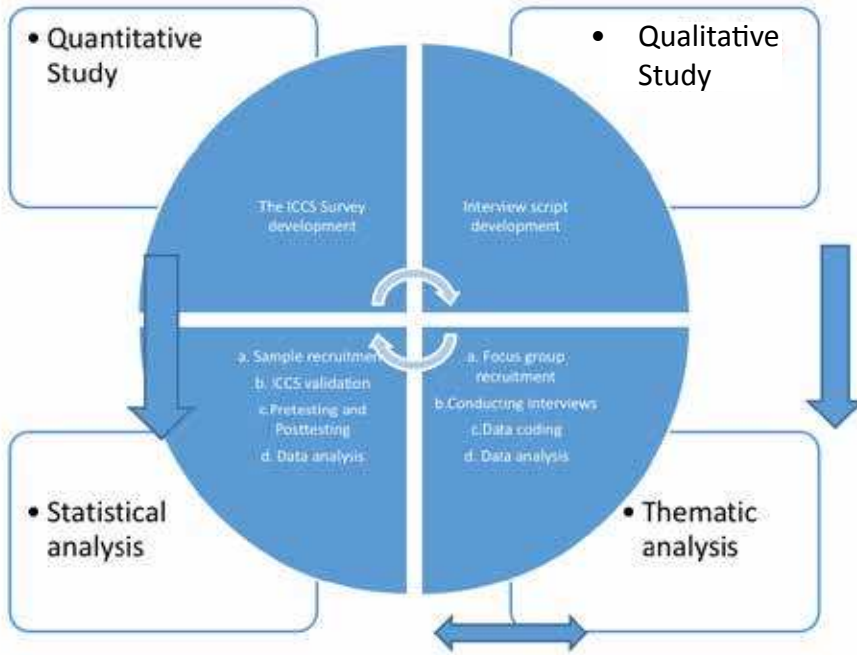 • Quantitative
Study
• Qualitative
Study
The ICCS Survey
development
Interview script
development
a. Sample recruitment
b. ICCS validation
c.Pretesting and
Posttesting
d. Data analysis
a. Focus group
recruitment
b.Conducting Interviews
c.Data coding
d. Data analysis
• Statistical
analysis
• Thematic
analysis